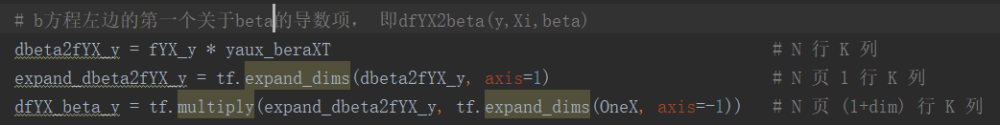 # b方程左边的第一个关于beta的导数项， 即dfYX2beta(y,Xi,beta)
dbeta2fYX_y = fYX_y * yaux_beraXT # N 行 K 列
expand_dbeta2fYX_y = tf.expand_dims(dbeta2fYX_y, axis=1) # N 页 1 行 K 列
dfYX_beta_y = tf.multiply(expand_dbeta2fYX_y, tf.expand_dims(OneX, axis=-1)) # N 页 (1+dim) 行 K 列